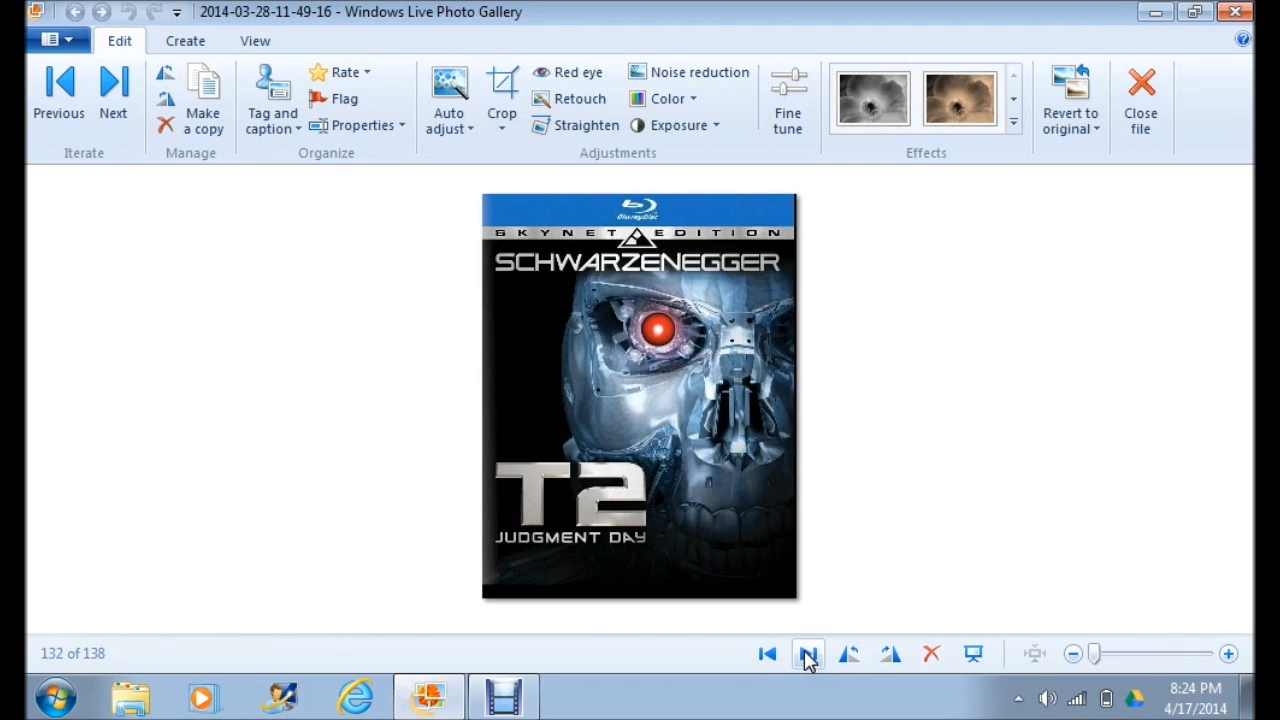 2014-03-28-11-49-16 - Windows Live Photo Gallery
Edit Create View
Previous
Next
Iterate
Make
a copy
Manage
Tag and
caption
Rate
Flag
Properties
Organize
Auto
adjust
Crop
Red eye
Retouch
Straighten
Noise reduction
Color
Exposure
Adjustments
Fine
tune
Effects
Revert to
original
Close
file
Blu-ray Disc
SKYNET EDITION
SCHWARZENEGGER
T2
JUDGMENT DAY
132 of 138
8:24 PM
4/17/2014